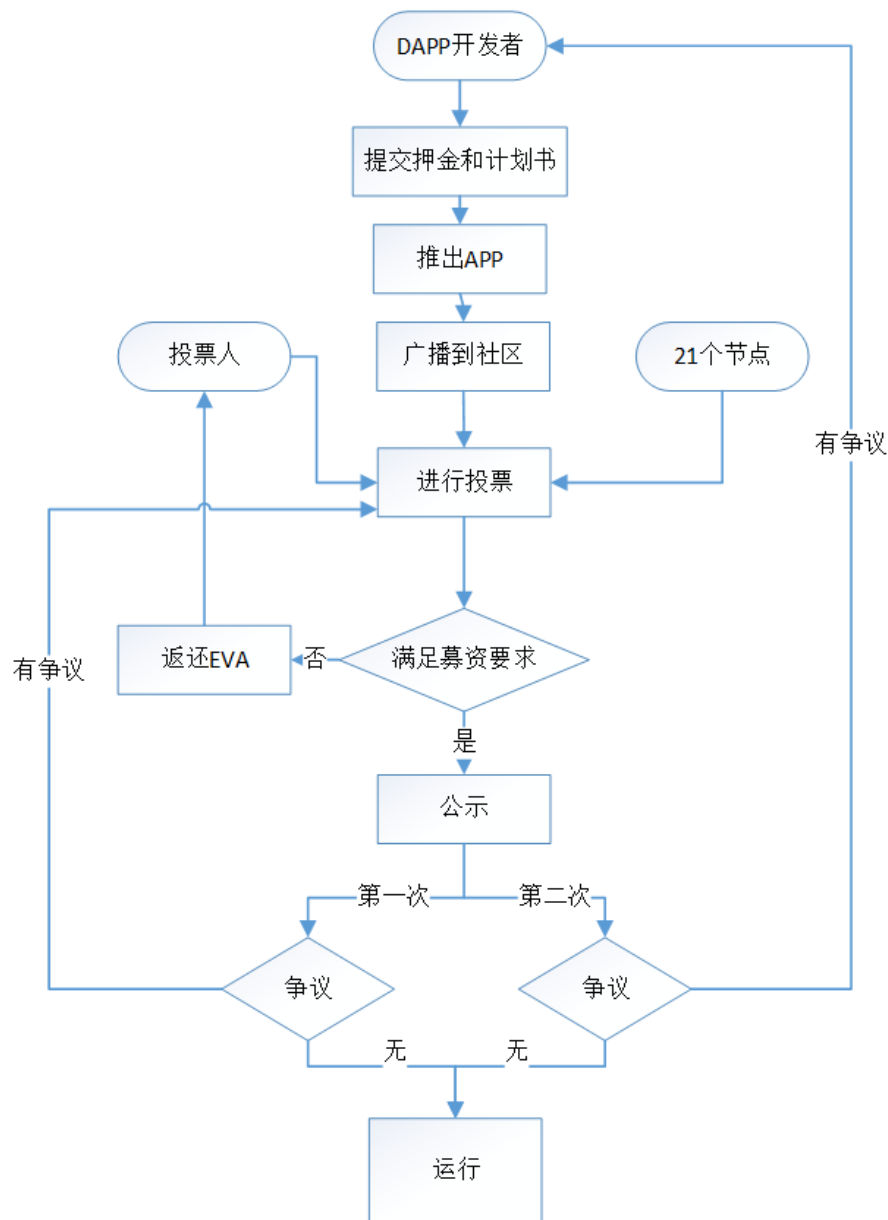 DAPP开发者
提交押金和计划书
推出APP
投票人
广播到社区
21个节点
有争议
进行投票
返还EVA
否
满足募资要求
有争议
是
公示
第一次
第二次
争议
争议
无
无
运行